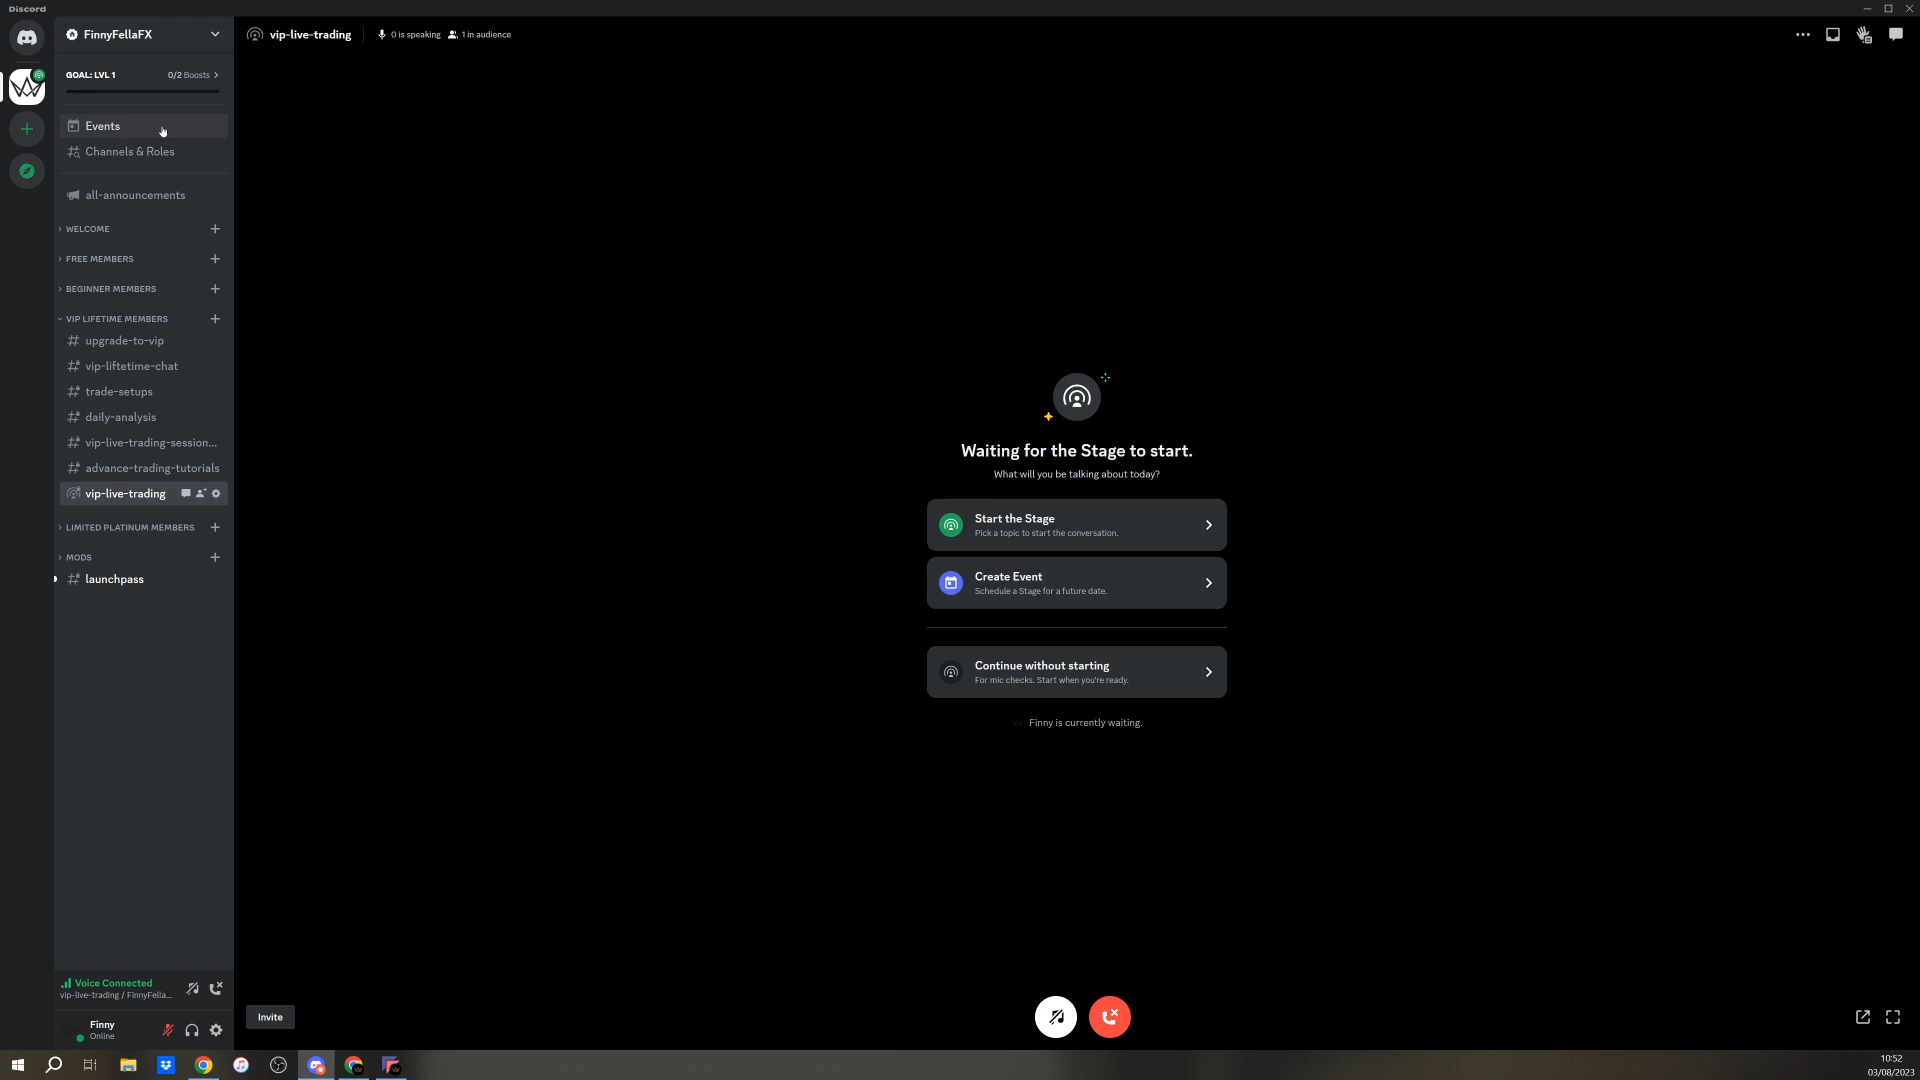 Discord
FinnyFellaFX
GOAL: LVL 1
0/2 Boosts
Events
Channels & Roles
all-announcements
WELCOME
FREE MEMBERS
BEGINNER MEMBERS
VIP LIFETIME MEMBERS
upgrade-to-vip
vip-liftetime-chat
trade-setups
daily-analysis
vip-live-trading-session...
advance-trading-tutorials
vip-live-trading
LIMITED PLATINUM MEMBERS
MODS
launchpass
Voice Connected
vip-live-trading / FinnyFella...
Finny
Online
vip-live-trading
0 is speaking
1 in audience
Waiting for the Stage to start.
What will you be talking about today?
Start the Stage
Pick a topic to start the conversation.
Create Event
Schedule a Stage for a future date.
Continue without starting
For mic checks. Start when you're ready.
Finny is currently waiting.
Invite
10:52
03/08/2023